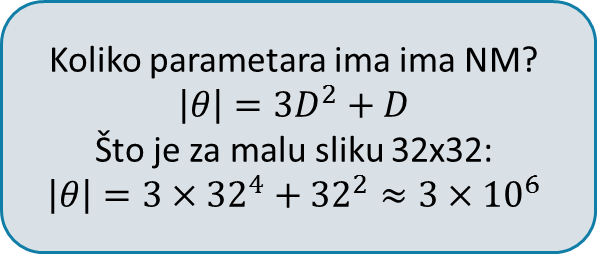 Koliko parametara ima ima NM?
|θ| = 3D² + D
Što je za malu sliku 32x32:
|θ| = 3 × 32⁴ + 32² ≈ 3 × 10⁶